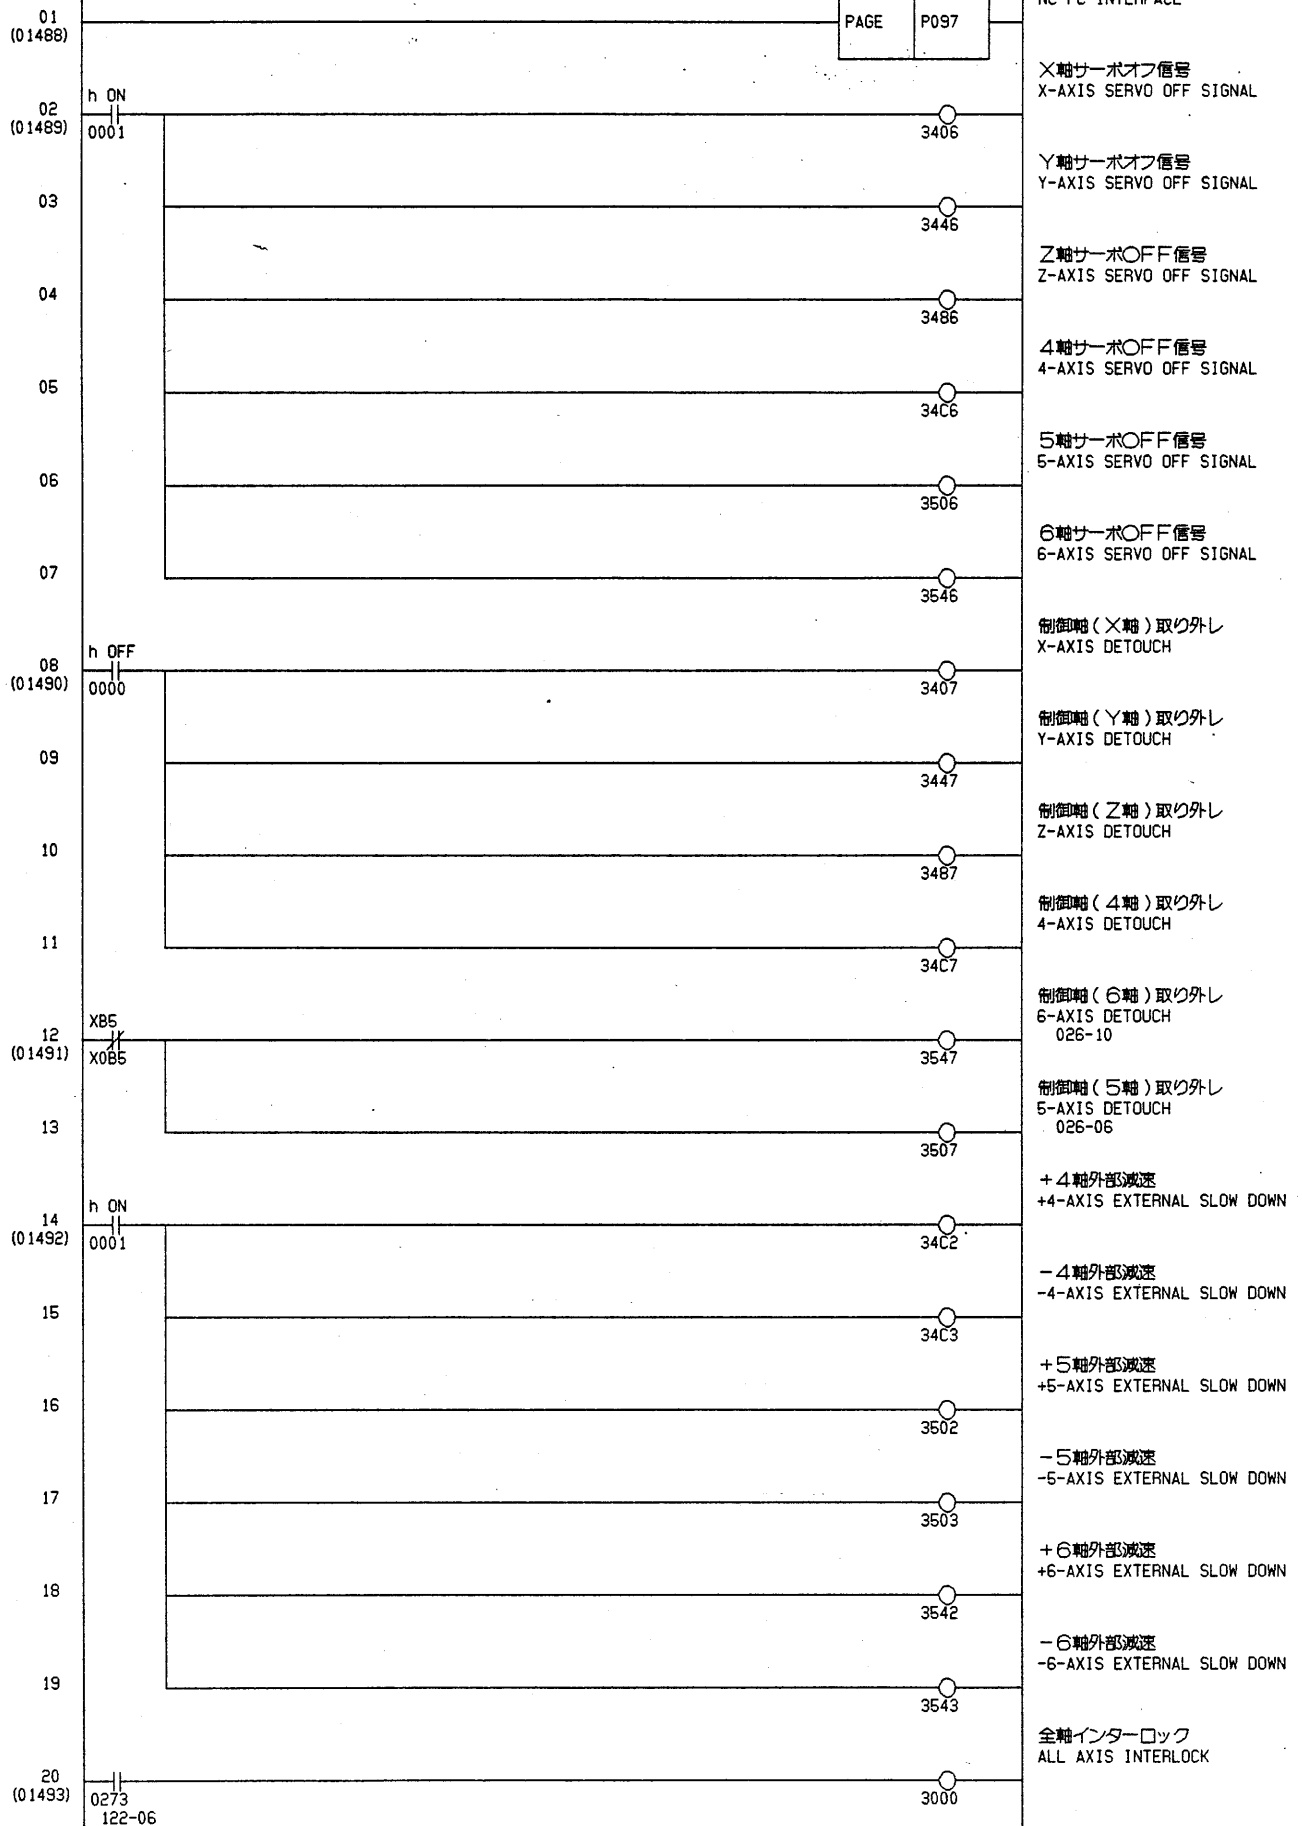 NC PC INTERFACE
01
(01488)
PAGE P097
X軸サーボオフ信号
X-AXIS SERVO OFF SIGNAL
h ON
02
(01489)
0001
3406
Y軸サーボオフ信号
Y-AXIS SERVO OFF SIGNAL
03
3446
Z軸サーボOFF信号
Z-AXIS SERVO OFF SIGNAL
04
3486
4軸サーボOFF信号
4-AXIS SERVO OFF SIGNAL
05
34C6
5軸サーボOFF信号
5-AXIS SERVO OFF SIGNAL
06
3506
6軸サーボOFF信号
6-AXIS SERVO OFF SIGNAL
07
3546
制御軸(X軸)取り外し
X-AXIS DETOUCH
h OFF
08
(01490)
0000
3407
制御軸(Y軸)取り外し
Y-AXIS DETOUCH
09
3447
制御軸(Z軸)取り外し
Z-AXIS DETOUCH
10
3487
制御軸(4軸)取り外し
4-AXIS DETOUCH
11
34C7
制御軸(6軸)取り外し
6-AXIS DETOUCH
026-10
XB5
12
(01491)
X0B5
3547
制御軸(5軸)取り外し
5-AXIS DETOUCH
026-06
13
3507
+4軸外部減速
+4-AXIS EXTERNAL SLOW DOWN
h ON
14
(01492)
0001
34C2
-4軸外部減速
-4-AXIS EXTERNAL SLOW DOWN
15
34C3
+5軸外部減速
+5-AXIS EXTERNAL SLOW DOWN
16
3502
-5軸外部減速
-5-AXIS EXTERNAL SLOW DOWN
17
3503
+6軸外部減速
+6-AXIS EXTERNAL SLOW DOWN
18
3542
-6軸外部減速
-6-AXIS EXTERNAL SLOW DOWN
19
3543
全軸インターロック
ALL AXIS INTERLOCK
20
(01493)
0273
122-06
3000